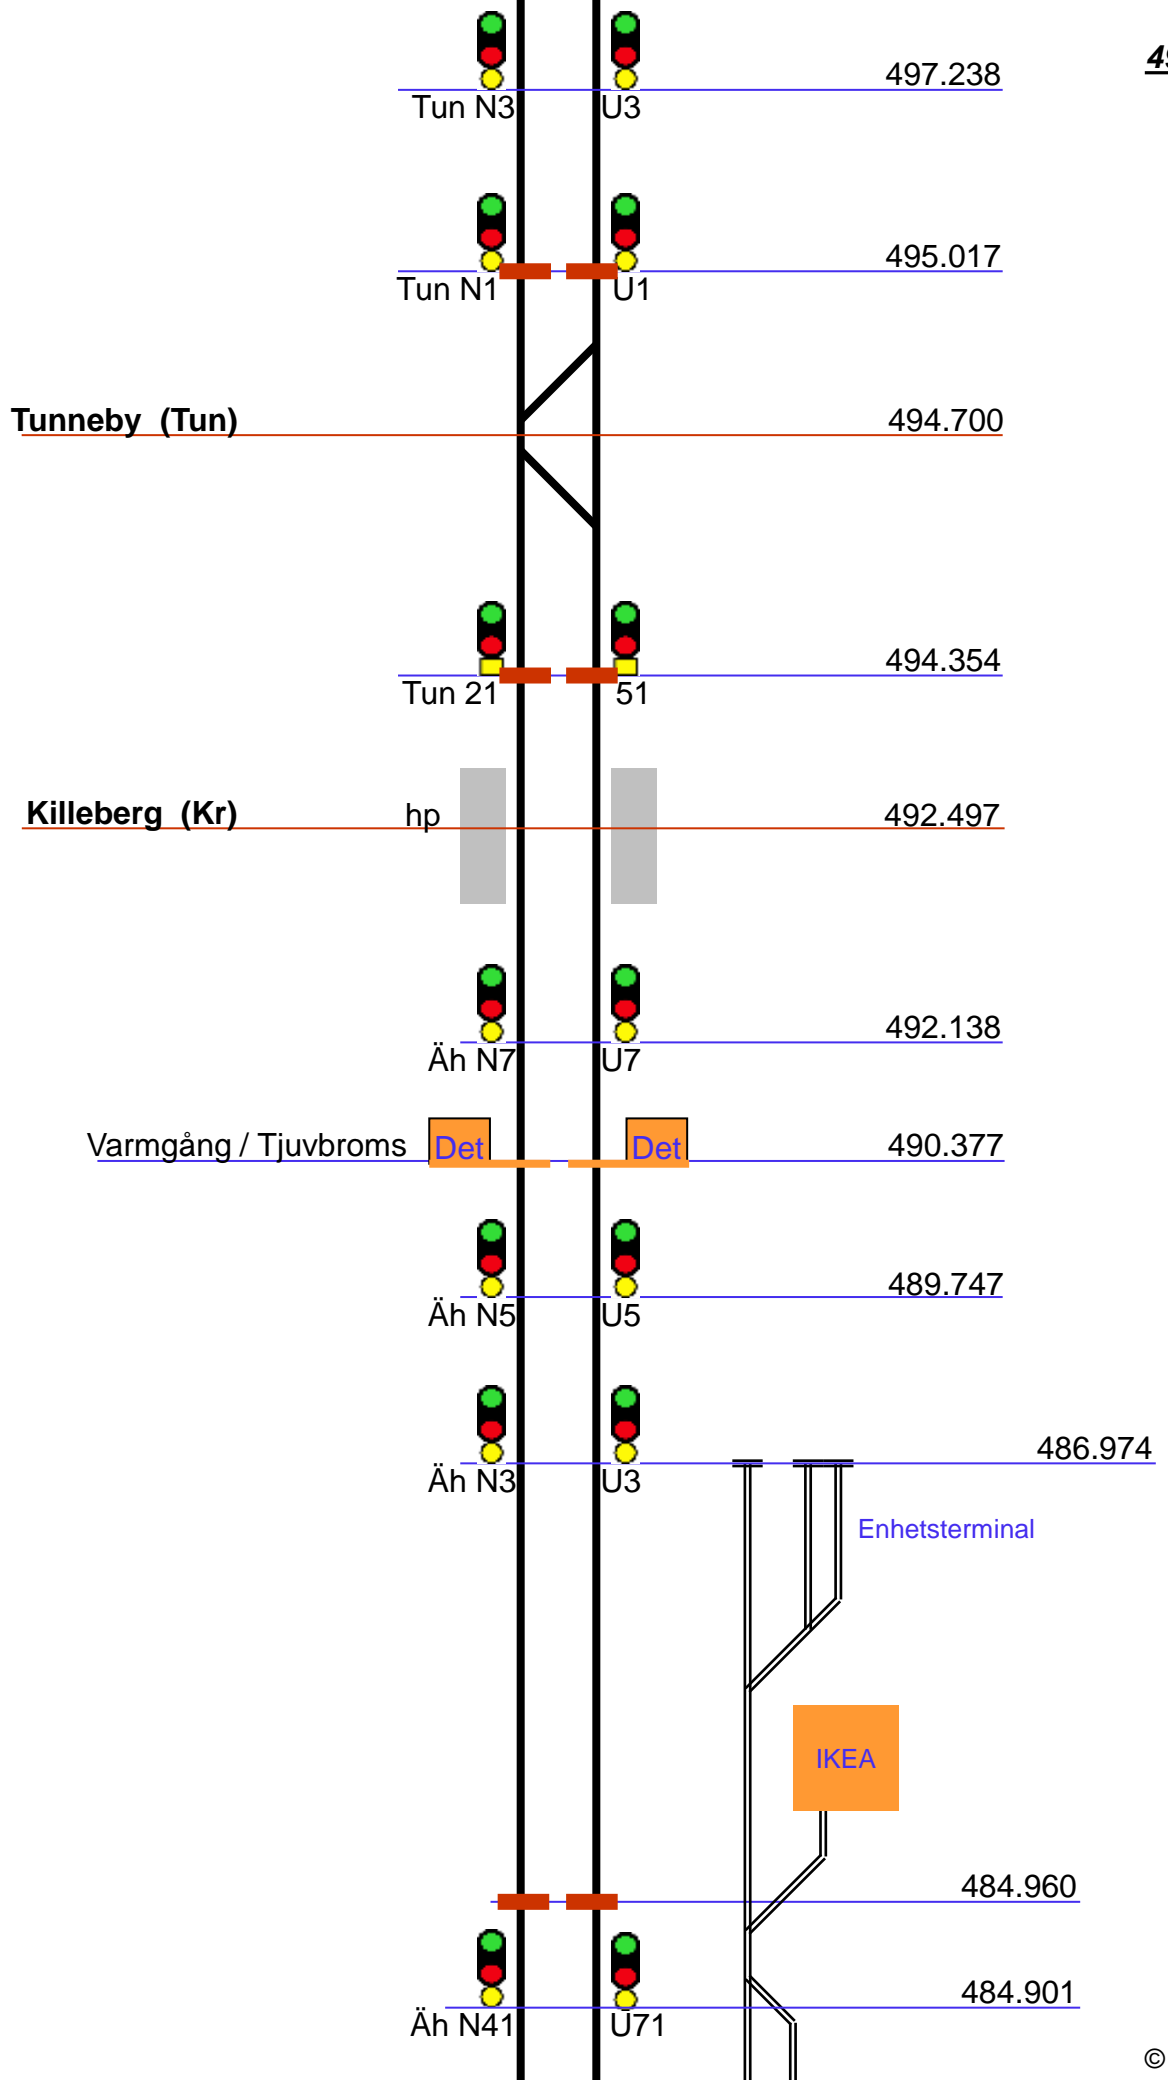 497.238
49
Tun N3 U3
495.017
Tun N1 U1
Tunneby (Tun) 494.700
494.354
Tun 21 51
Killeberg (Kr) hp 492.497
492.138
Äh N7 U7
Varmgång / Tjuvbroms Det Det 490.377
489.747
Äh N5 U5
486.974
Äh N3 U3
Enhetsterminal
IKEA
484.960
484.901
Äh N41 U71
©